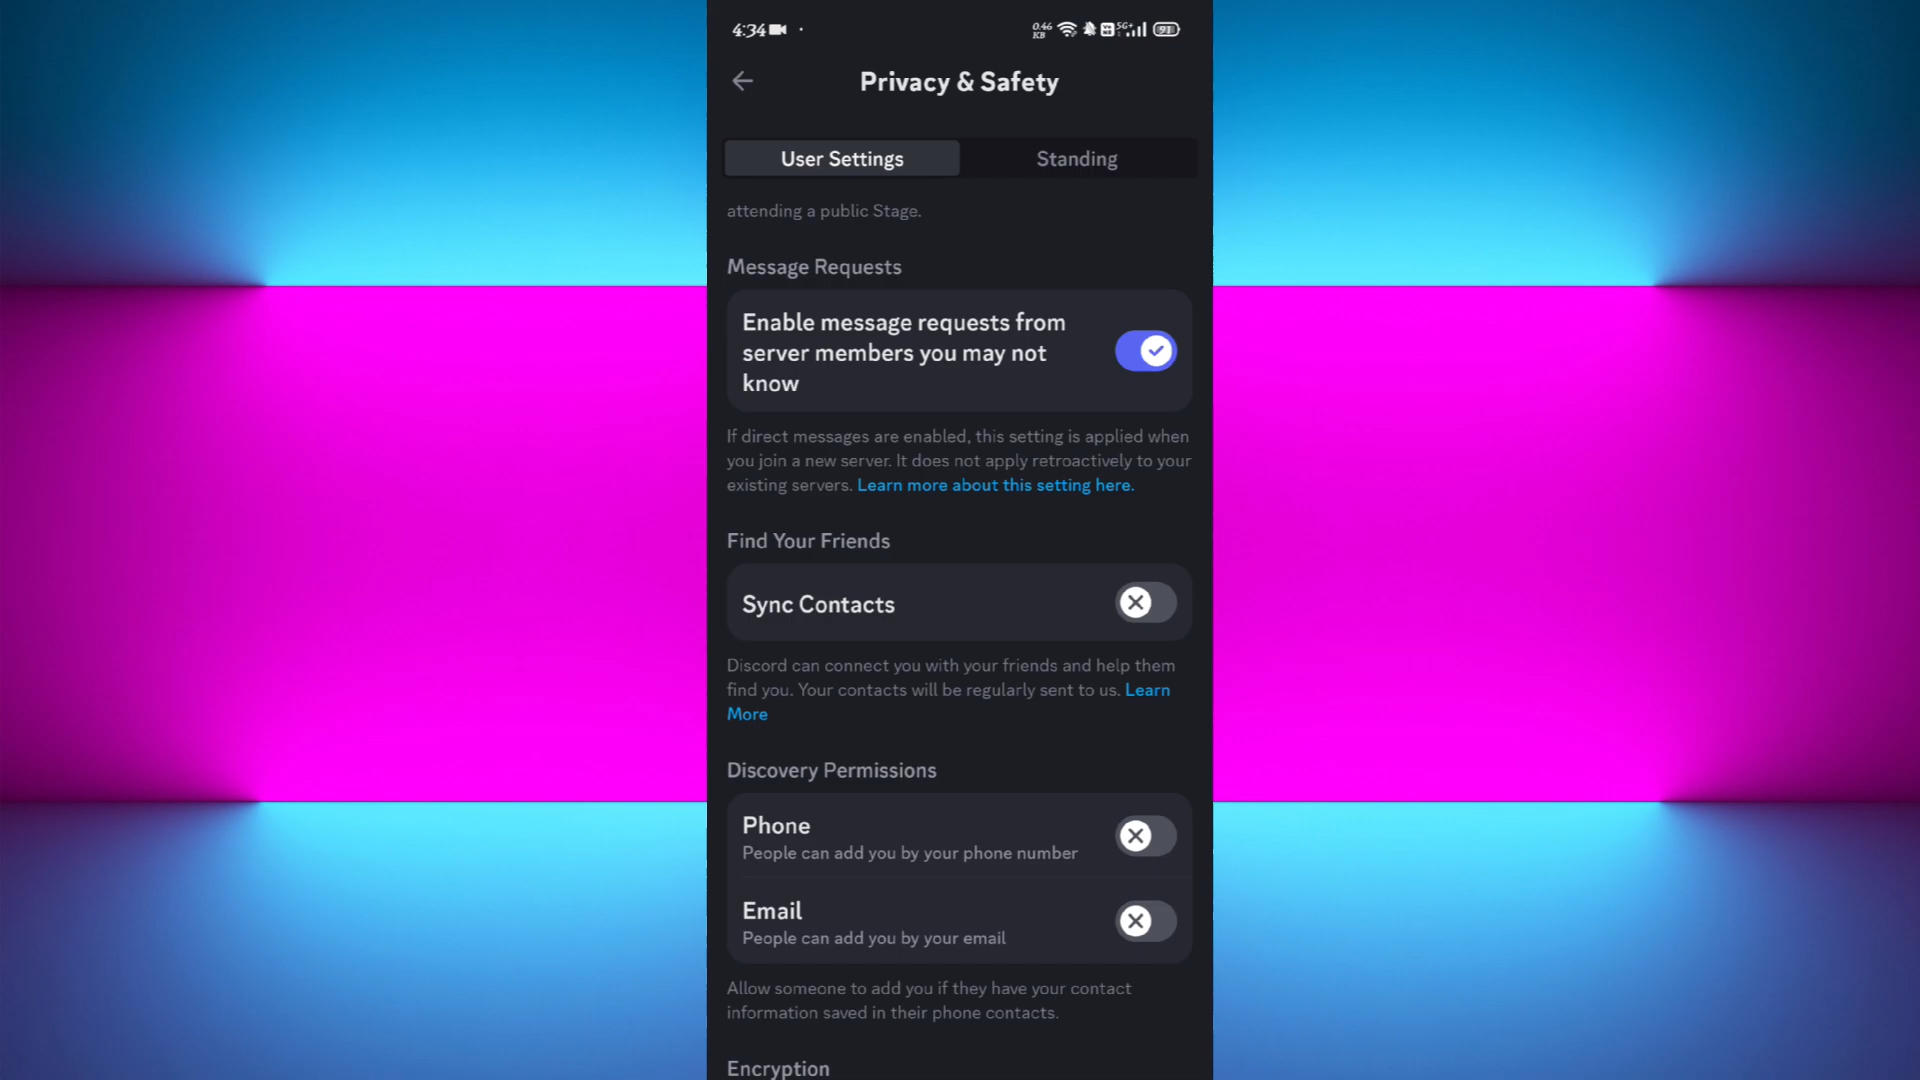 4:34
0.46
KB
5G+
91
Privacy & Safety
User Settings
Standing
attending a public Stage.
Message Requests
Enable message requests from
server members you may not
know
If direct messages are enabled, this setting is applied when
you join a new server. It does not apply retroactively to your
existing servers. Learn more about this setting here.
Find Your Friends
Sync Contacts
Discord can connect you with your friends and help them
find you. Your contacts will be regularly sent to us. Learn
More
Discovery Permissions
Phone
People can add you by your phone number
Email
People can add you by your email
Allow someone to add you if they have your contact
information saved in their phone contacts.
Encryption